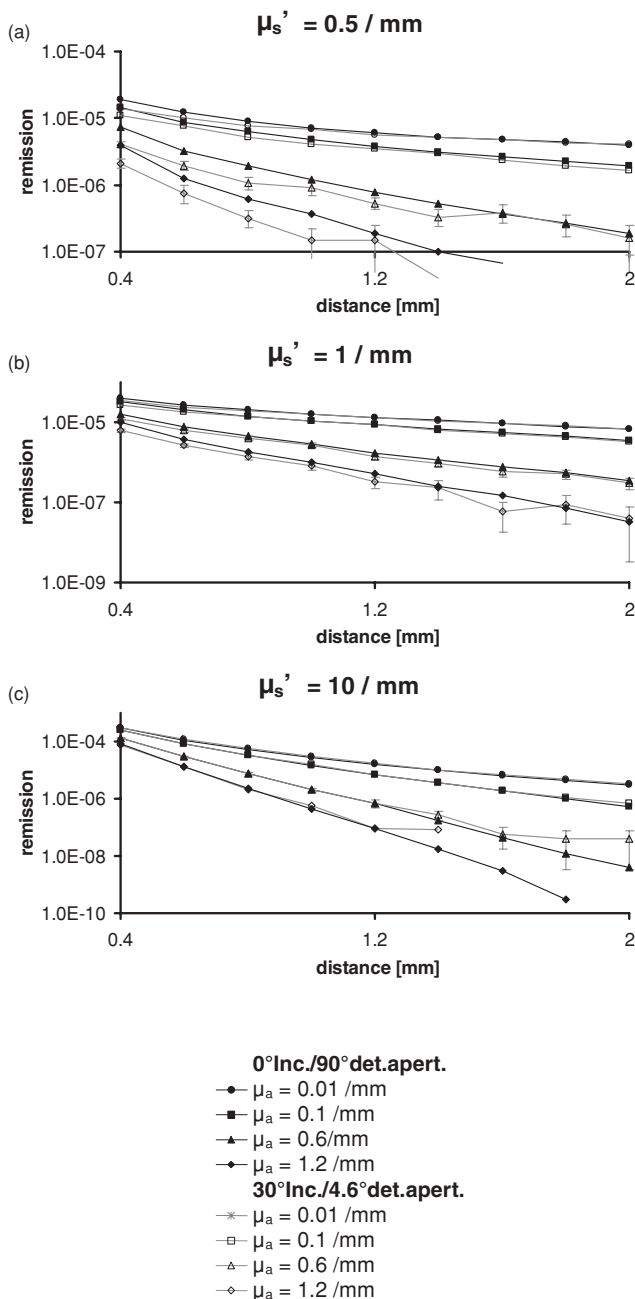 (a)
μs' = 0.5 / mm
1.0E-04
1.0E-05
1.0E-06
1.0E-07
remission
0.4
1.2
2
distance [mm]
(b)
μs' = 1 / mm
1.0E-05
1.0E-07
1.0E-09
remission
0.4
1.2
2
distance [mm]
(c)
μs' = 10 / mm
1.0E-04
1.0E-06
1.0E-08
1.0E-10
remission
0.4
1.2
2
distance [mm]
0°Inc./90°det.apert.
μa = 0.01 /mm
μa = 0.1 /mm
μa = 0.6/mm
μa = 1.2 /mm
30°Inc./4.6°det.apert.
μa = 0.01 /mm
μa = 0.1 /mm
μa = 0.6 /mm
μa = 1.2 /mm